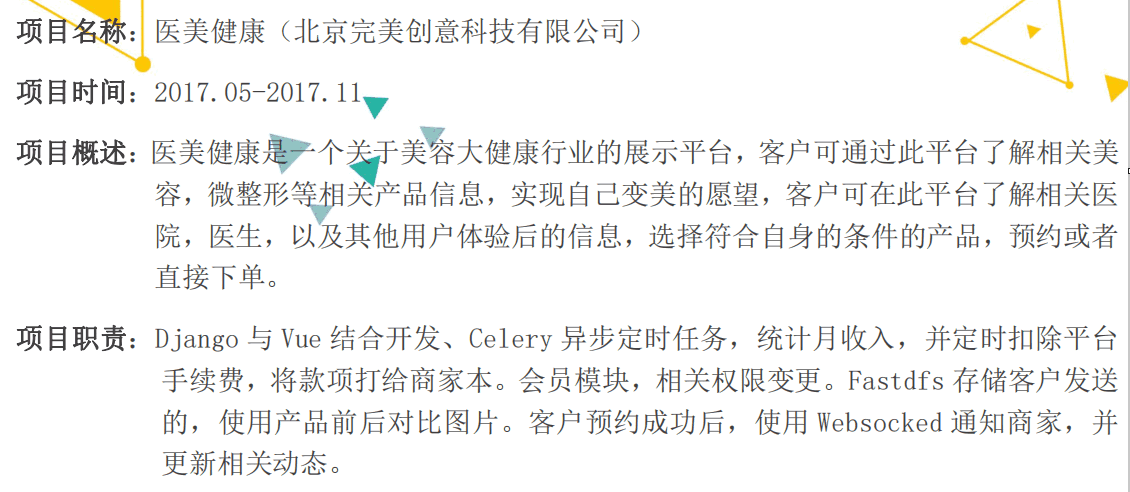 项目名称：医美健康（北京完美创意科技有限公司）
项目时间：2017.05-2017.11
项目概述：医美健康是一个关于美容大健康行业的展示平台，客户可通过此平台了解相关美
容，微整形等相关产品信息，实现自己变美的愿望，客户可在此平台了解相关医
院，医生，以及其他用户体验后的信息，选择符合自身的条件的产品，预约或者
直接下单。
项目职责：Django 与 Vue 结合开发、Celery 异步定时任务，统计月收入，并定时扣除平台
手续费，将款项打给商家本。会员模块，相关权限变更。Fastdfs 存储客户发送
的，使用产品前后对比图片。客户预约成功后，使用 Websocked 通知商家，并
更新相关动态。